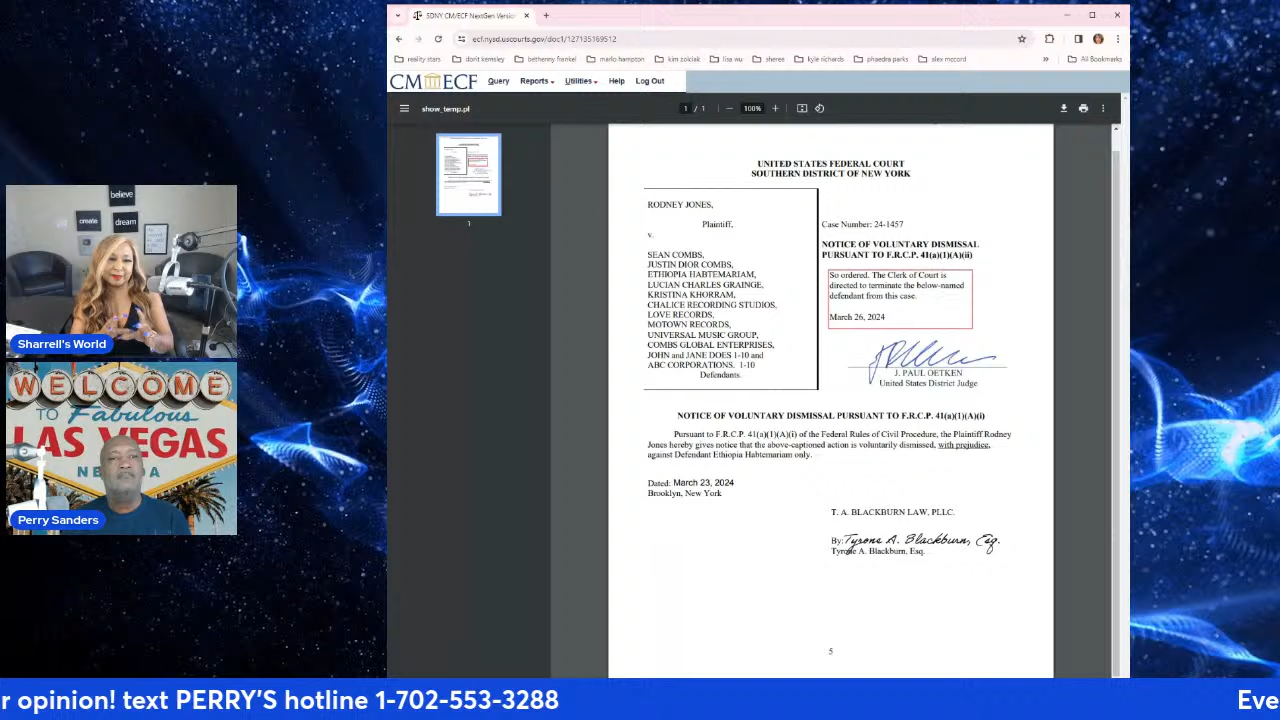 SDNY CM/ECF NextGen Version
ecf.nysd.uscourts.gov/doc1/127135169512
reality stars
dorit kemsley
bethenny frankel
marlo hampton
kim zolciak
lisa wu
sheree
kyle richards
phaedra parks
alex mccord
»
All Bookmarks
CM ECF Query Reports Utilities Help Log Out
show_temp.pl
1 / 1
100%
1
UNITED STATES FEDERAL COURT
SOUTHERN DISTRICT OF NEW YORK
RODNEY JONES,
Plaintiff,
v.
SEAN COMBS,
JUSTIN DIOR COMBS,
ETHIOPIA HABTEMARIAM,
LUCIAN CHARLES GRAINGE,
KRISTINA KHORRAM,
CHALICE RECORDING STUDIOS,
LOVE RECORDS,
MOTOWN RECORDS,
UNIVERSAL MUSIC GROUP,
COMBS GLOBAL ENTERPRISES,
JOHN and JANE DOES 1-10 and
ABC CORPORATIONS. 1-10
Defendants.
Case Number: 24-1457
NOTICE OF VOLUNTARY DISMISSAL
PURSUANT TO F.R.C.P. 41(a)(1)(A)(ii)
So ordered. The Clerk of Court is
directed to terminate the below-named
defendant from this case.
March 26, 2024
J. PAUL OETKEN
United States District Judge
NOTICE OF VOLUNTARY DISMISSAL PURSUANT TO F.R.C.P. 41(a)(1)(A)(i)
Pursuant to F.R.C.P. 41(a)(1)(A)(i) of the Federal Rules of Civil Procedure, the Plaintiff Rodney
Jones hereby gives notice that the above-captioned action is voluntarily dismissed, with prejudice,
against Defendant Ethiopia Habtemariam only.
Dated: March 23, 2024
Brooklyn, New York
T. A. BLACKBURN LAW, PLLC.
By: Tyrone A. Blackburn, Esq.
Tyrone A. Blackburn, Esq.
5
believe
create
dream
Sharrell's World
WELCOME
TO Fabulous
LAS VEGAS
NEVADA
Perry Sanders
r opinion! text PERRY'S hotline 1-702-553-3288
Eve